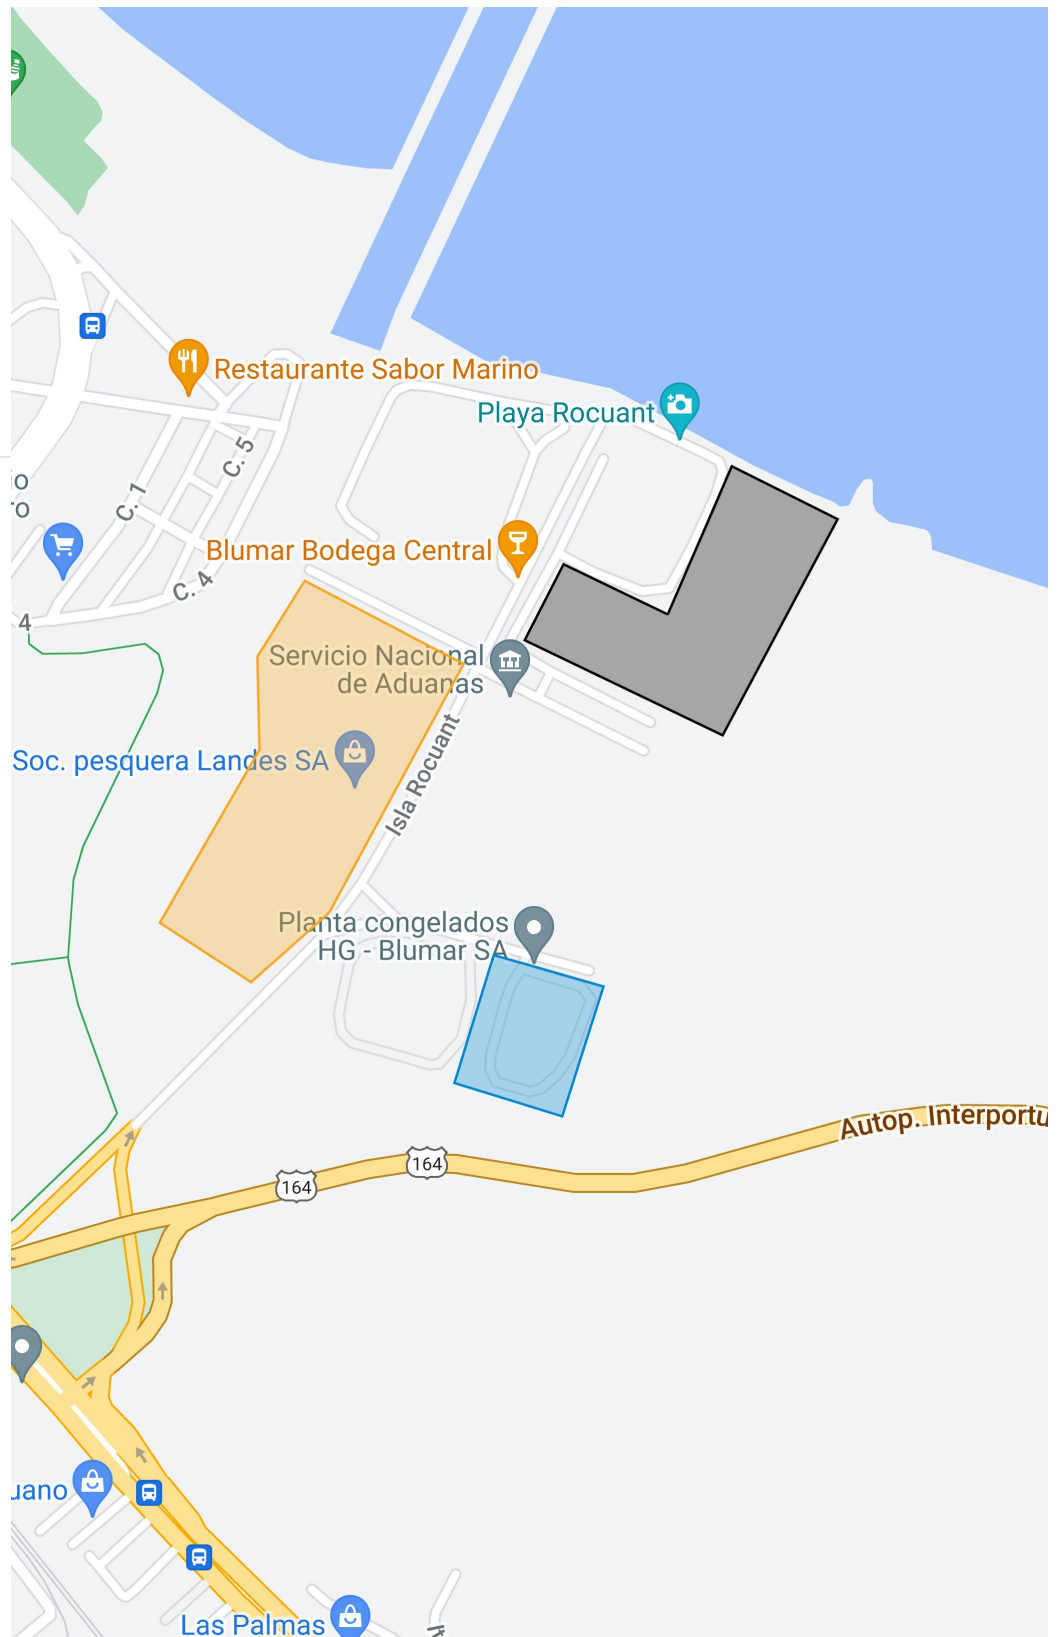 Restaurante Sabor Marino
Playa Rocuant
C. 5
C. 1
Blumar Bodega Central
C. 4
4
Servicio Nacional
de Aduanas
Soc. pesquera Landes SA
Isla Rocuant
Planta congelados
HG - Blumar SA
Autop. Interportu
164
164
uano
Las Palmas